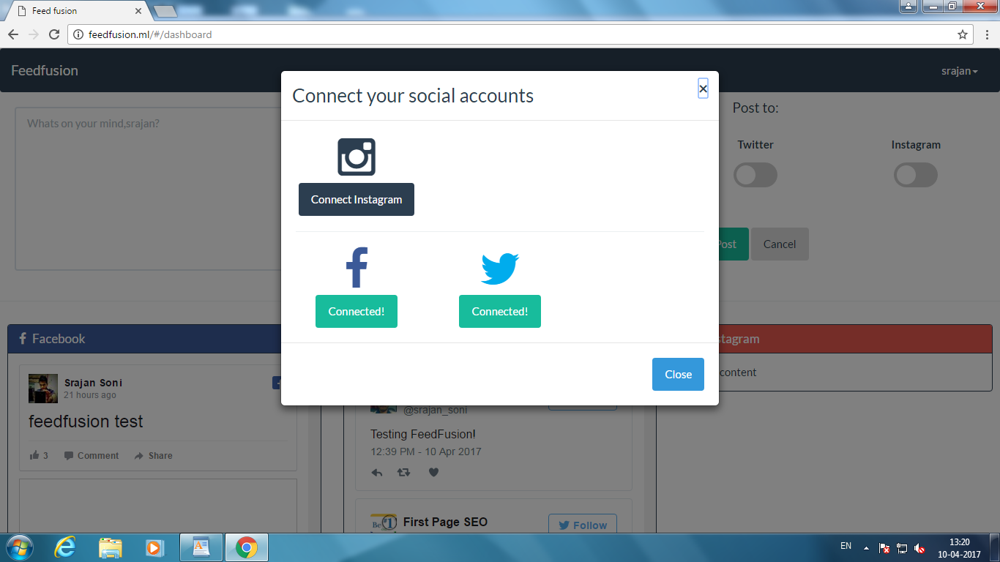 Feed fusion
feedfusion.ml/#/dashboard
Feedfusion
srajan
Connect your social accounts
×
Whats on your mind,srajan?
Post to:
Twitter
Instagram
Connect Instagram
Post
Cancel
Connected!
Connected!
Close
Facebook
stagram
content
Srajan Soni
21 hours ago
feedfusion test
3
Comment
Share
@srajan_soni
Testing FeedFusion!
12:39 PM - 10 Apr 2017
Be #1
First Page SEO
Follow
EN
13:20
10-04-2017